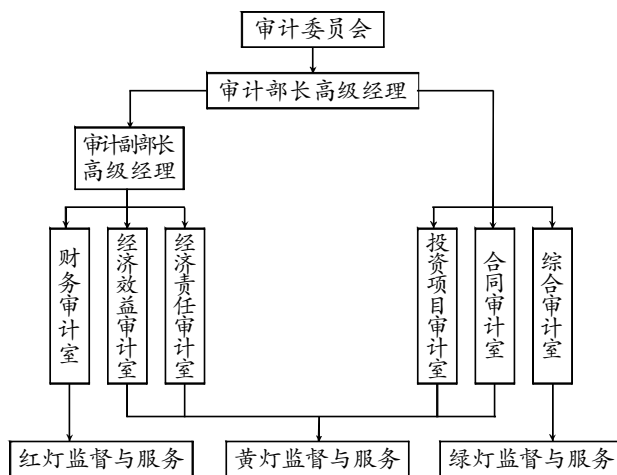 审计委员会
审计部长高级经理
审计副部长
高级经理
财务审计室
经济效益审计室
经济责任审计室
投资项目审计室
合同审计室
综合审计室
红灯监督与服务
黄灯监督与服务
绿灯监督与服务